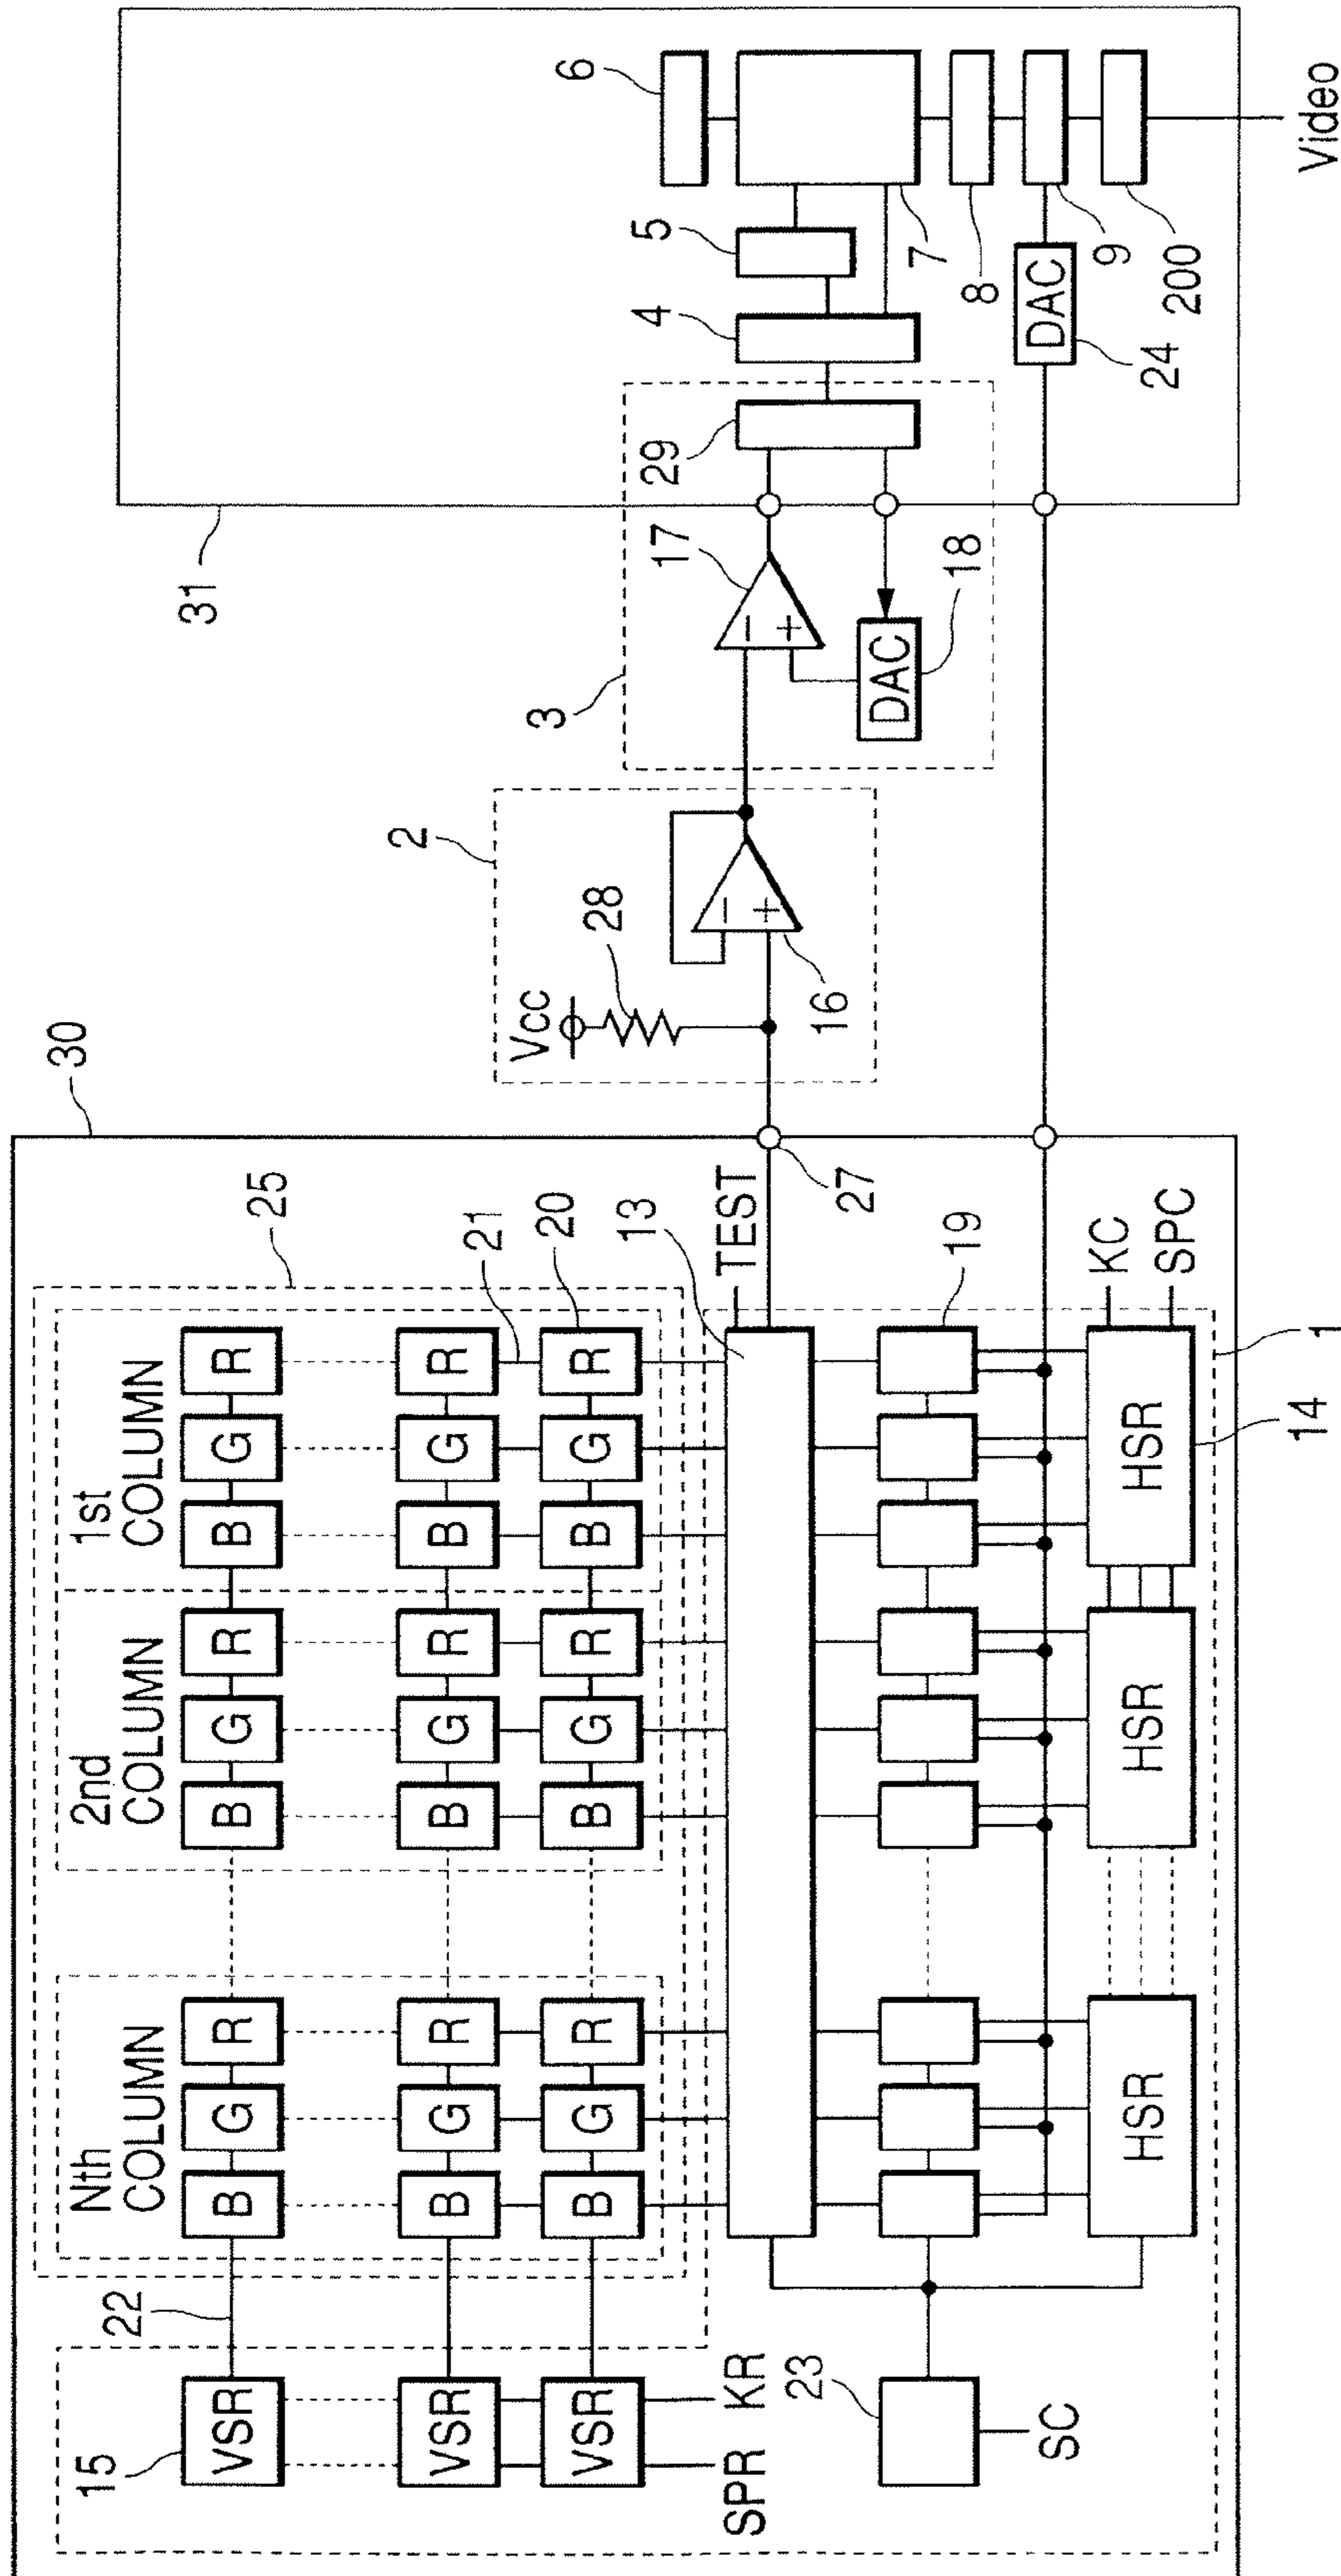 30
25
Nth
COLUMN
2nd
COLUMN
1st
COLUMN
15
VSR
22
B
G
R
B
G
R
B
G
R
VSR
B
G
R
B
G
R
B
G
R
21
VSR
B
G
R
B
G
R
B
G
R
20
SPR
KR
13
TEST
23
SC
19
27
HSR
HSR
HSR
KC
SPC
14
1
2
Vcc
28
−
+
16
3
17
−
+
DAC
18
31
29
4
5
6
7
8
9
DAC
24
200
Video